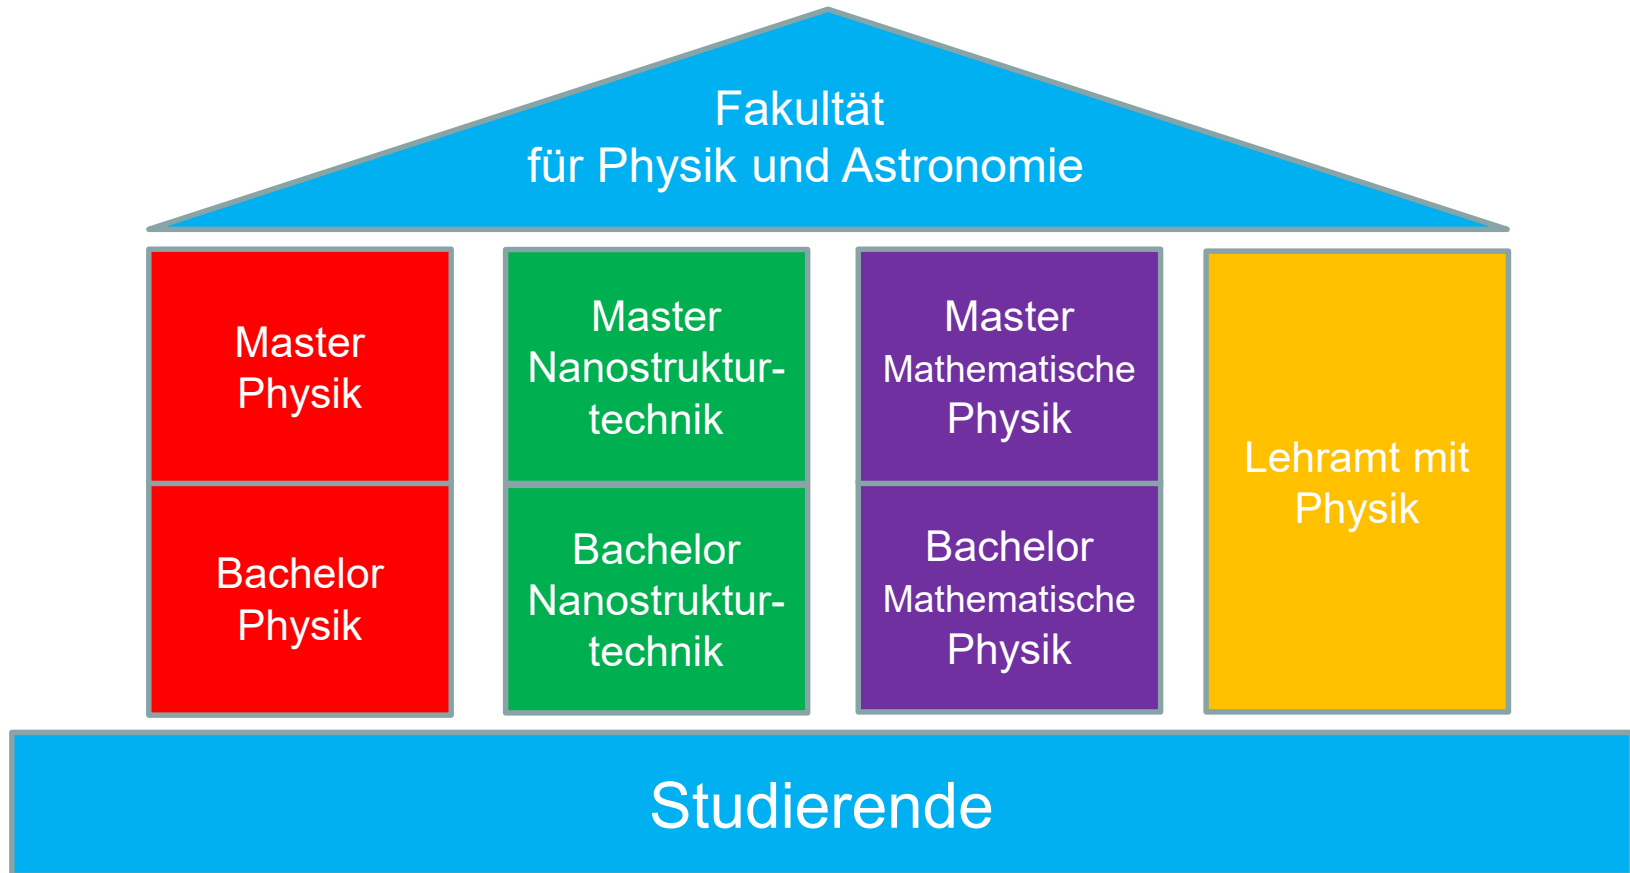 Fakultät
für Physik und Astronomie
Master
Physik
Bachelor
Physik
Master
Nanostruktur-
technik
Bachelor
Nanostruktur-
technik
Master
Mathematische
Physik
Bachelor
Mathematische
Physik
Lehramt mit
Physik
Studierende